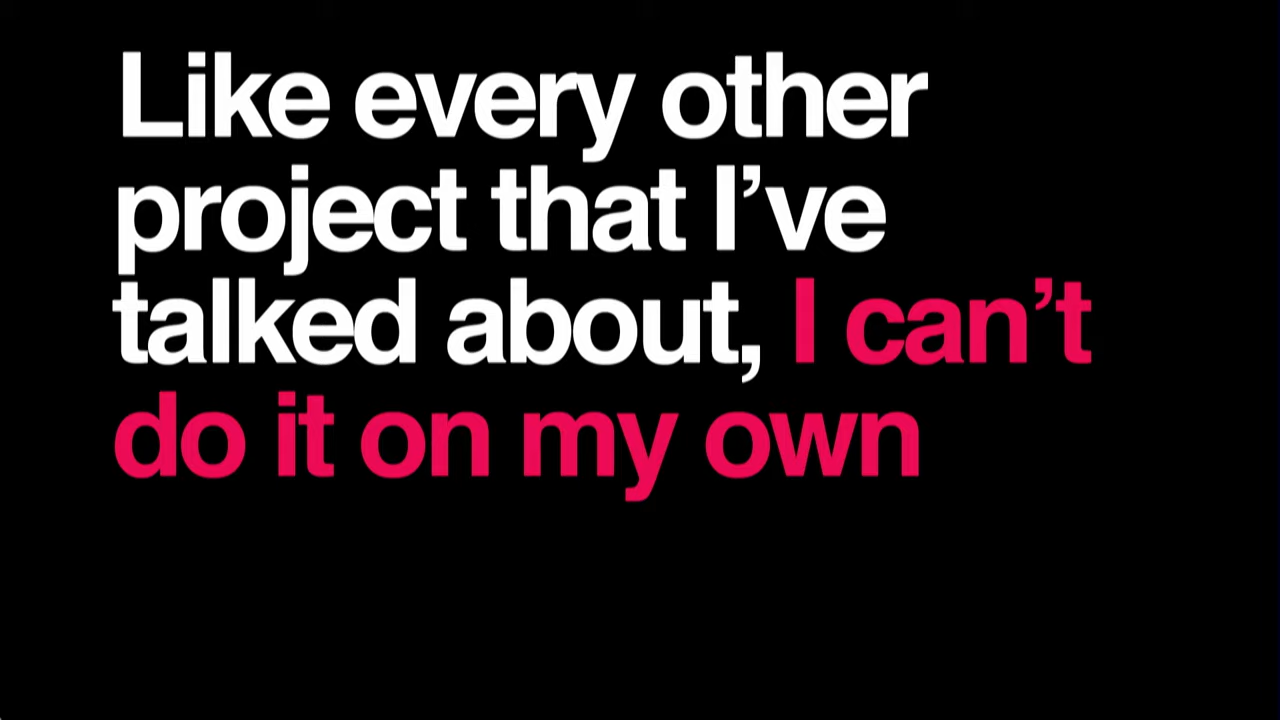 Like every other
project that I’ve
talked about, I can’t
do it on my own